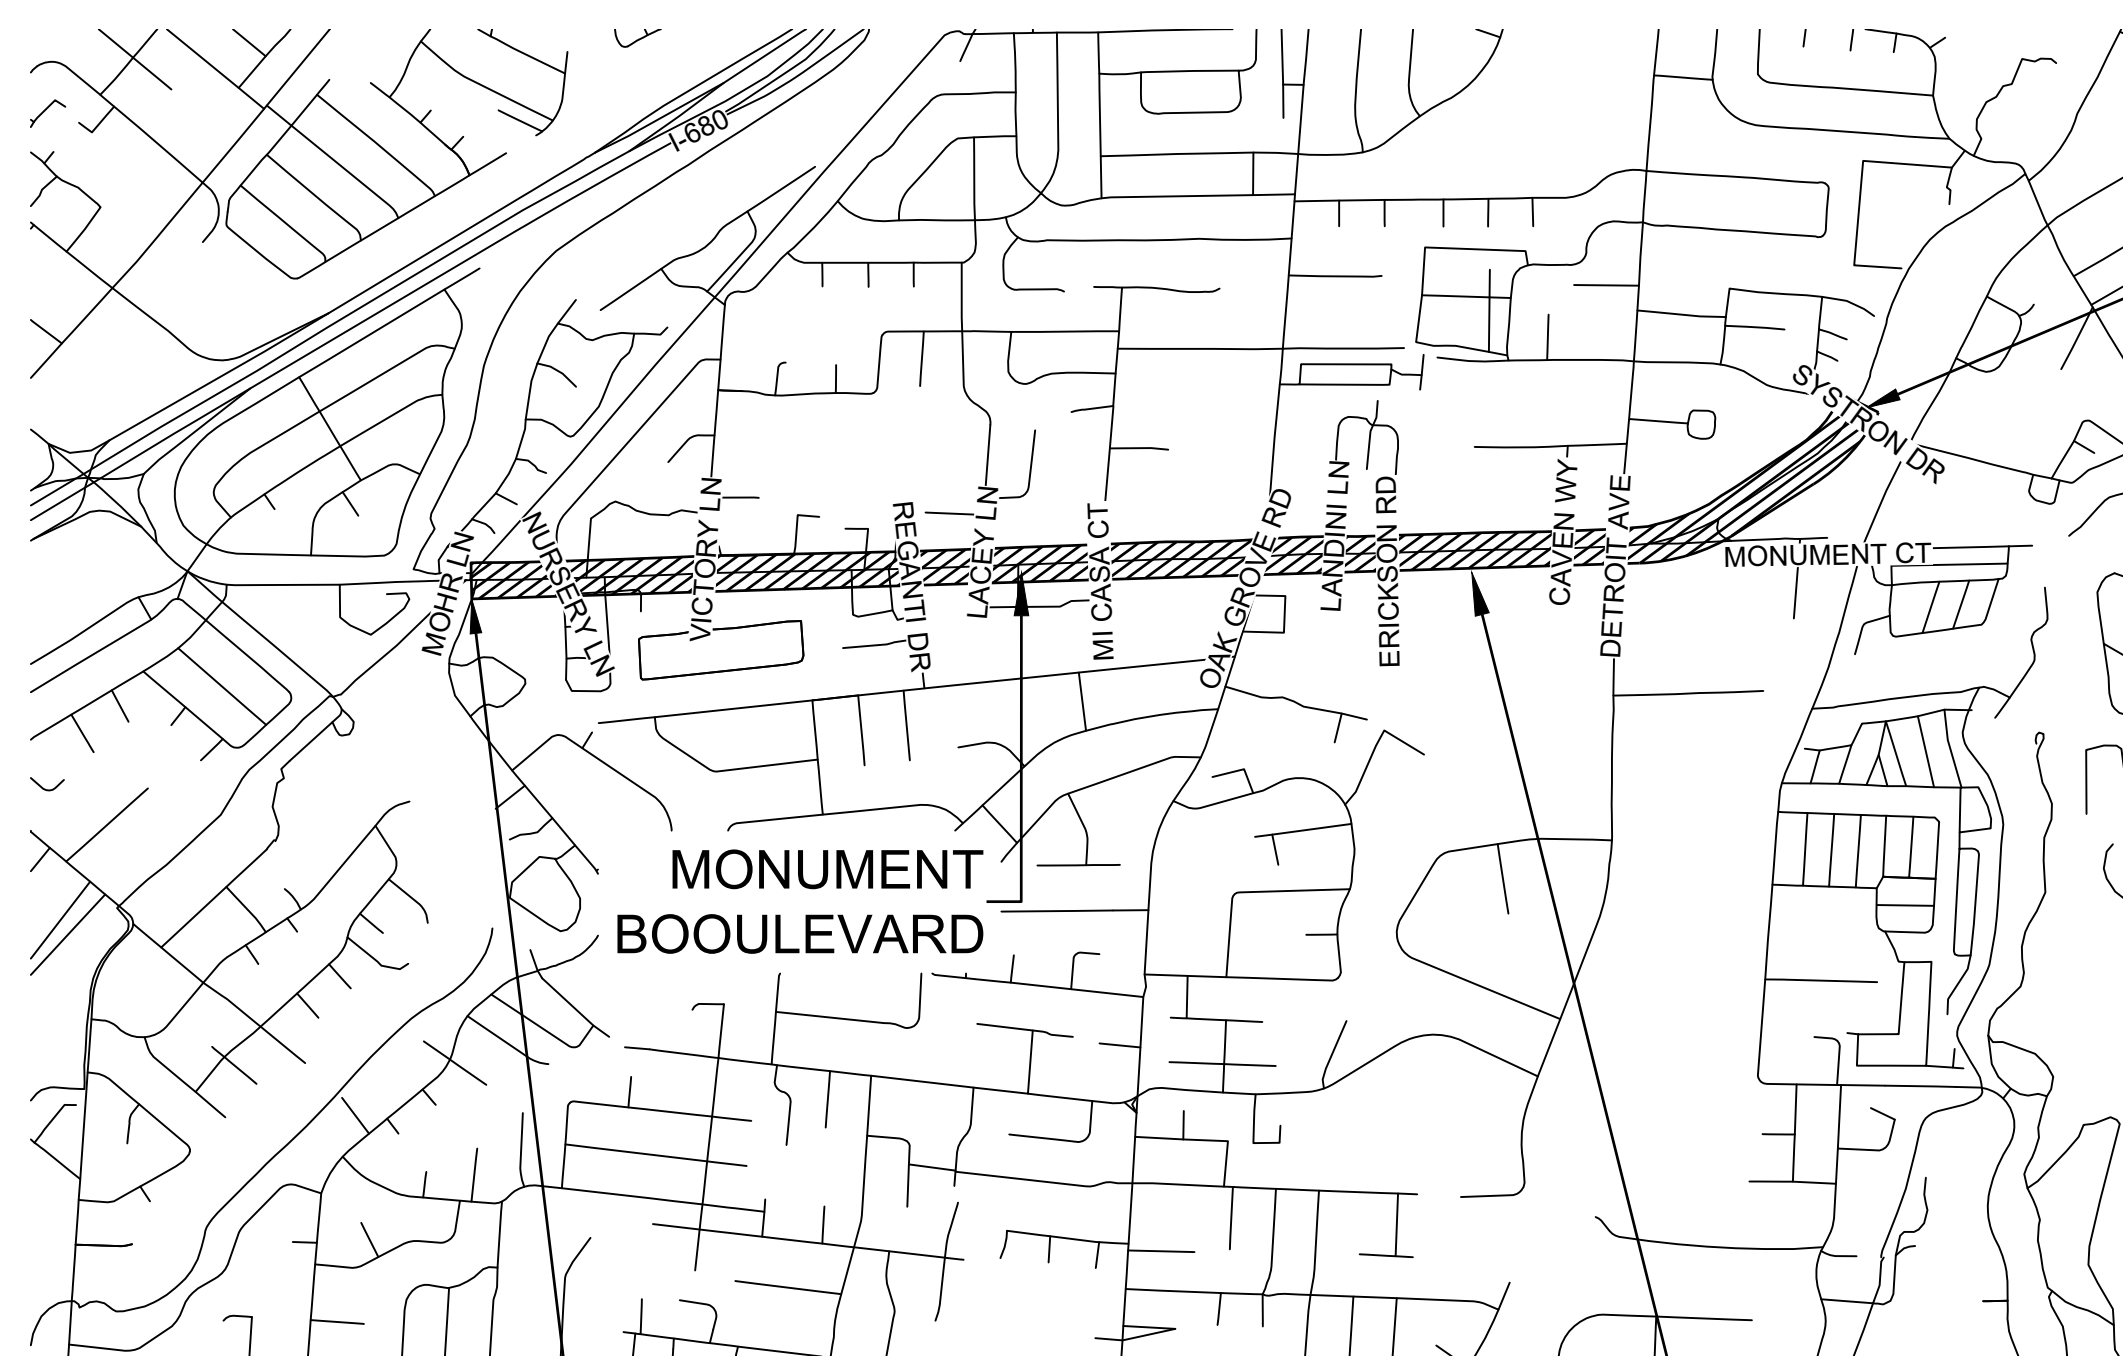 I-680
SYSTRON DR
MOHR LN
NURSERY LN
VICTORY LN
REGANTI DR
LACEY LN
MI CASA CT
OAK GROVE RD
LANDINI LN
ERICKSON RD
CAVEN WY
DETROIT AVE
MONUMENT CT
MONUMENT
BOOULEVARD